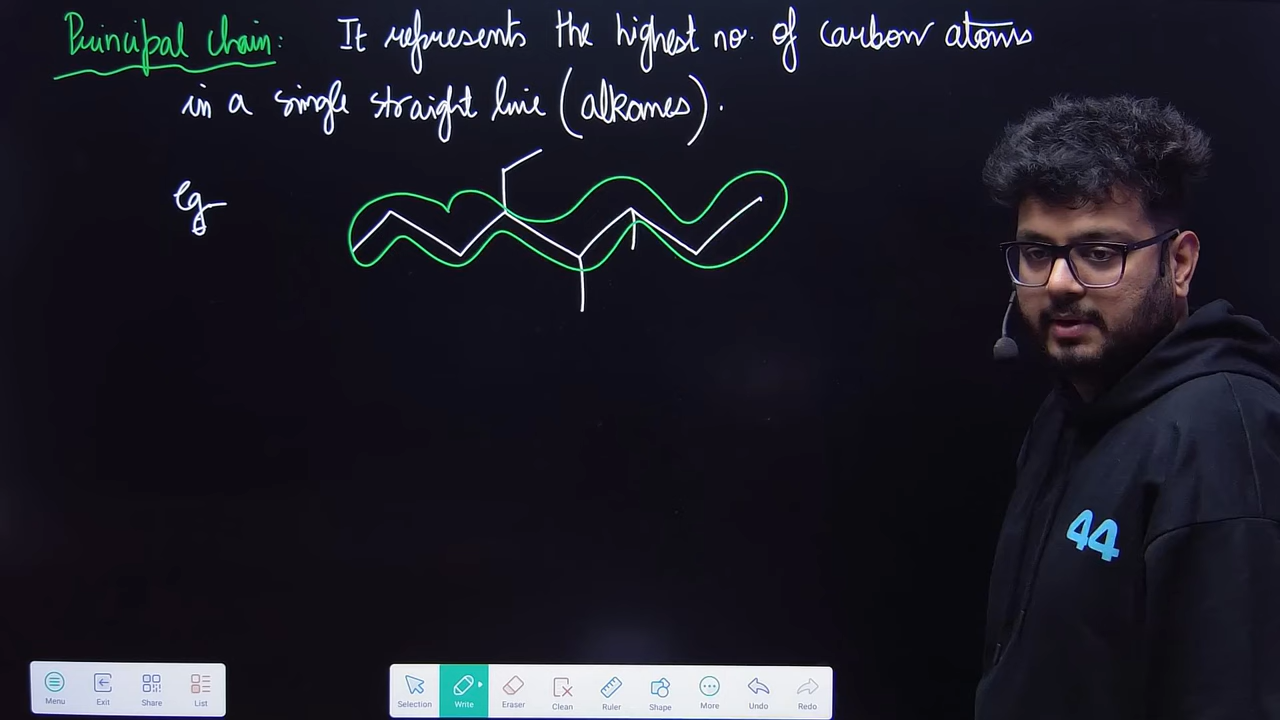 Principal chain: It represents the highest no. of carbon atoms
in a single straight line (alkanes).
eg
44
Menu
Exit
Share
List
Selection
Write
Eraser
Clean
Ruler
Shape
More
Undo
Redo